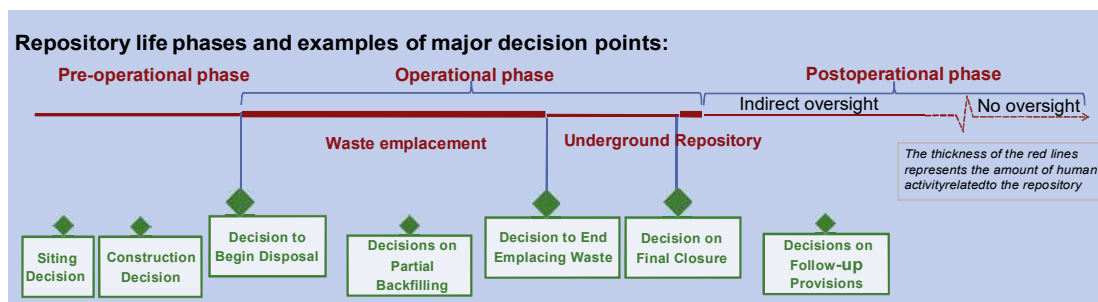 Repository life phases and examples of major decision points:
Pre-operational phase
Operational phase
Postoperational phase
Indirect oversight
No oversight
Waste emplacement
Underground Repository
The thickness of the red lines
represents the amount of human
activityrelatedto the repository
Siting
Decision
Construction
Decision
Decision to
Begin Disposal
Decisions on
Partial
Backfilling
Decision to End
Emplacing Waste
Decision on
Final Closure
Decisions on
Follow-up
Provisions